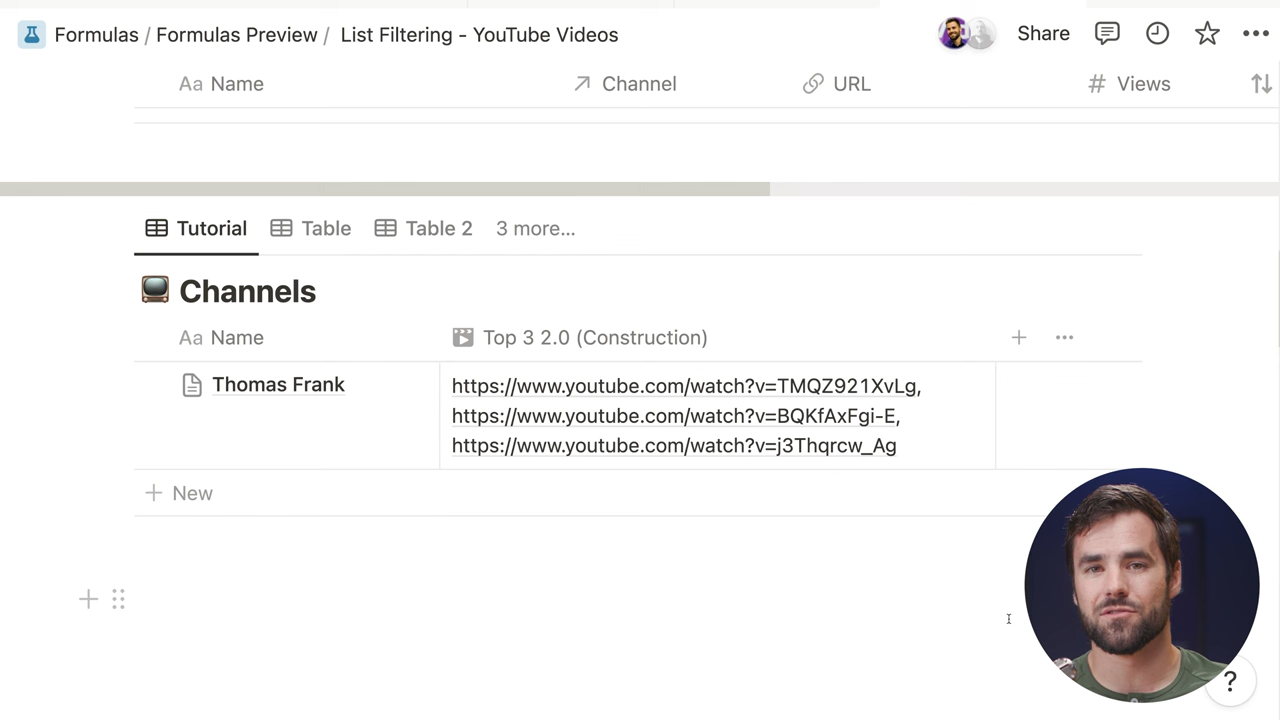 Formulas / Formulas Preview / List Filtering - YouTube Videos Share
Aa Name Channel URL # Views
Tutorial Table Table 2 3 more...
Channels
Aa Name Top 3 2.0 (Construction)
Thomas Frank https://www.youtube.com/watch?v=TMQZ921XvLg,
https://www.youtube.com/watch?v=BQKfAxFgi-E,
https://www.youtube.com/watch?v=j3Thqrcw_Ag
New
?